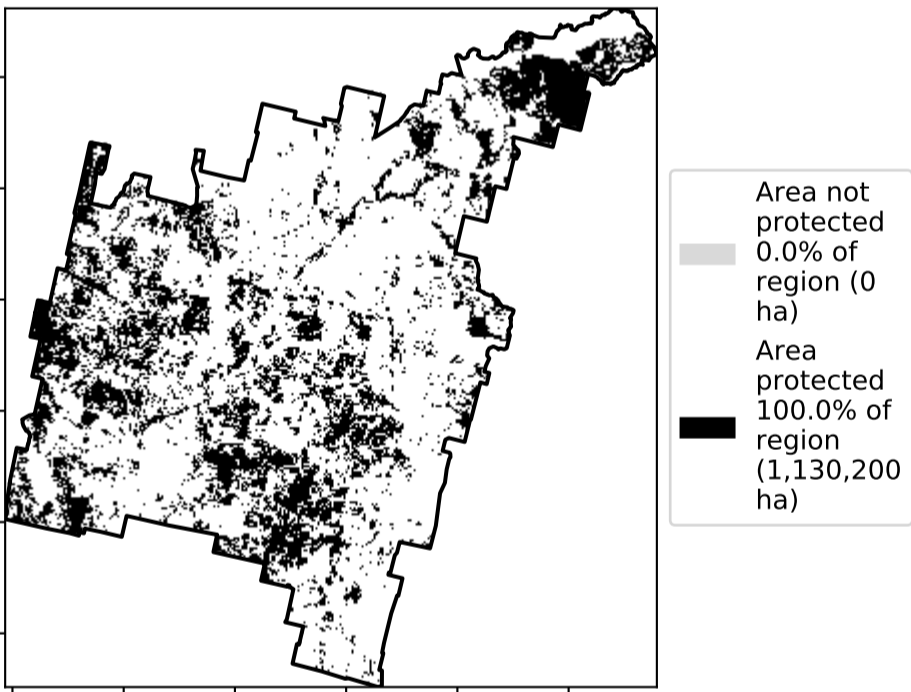 Area not
protected
0.0% of
region (0
ha)
Area
protected
100.0% of
region
(1,130,200
ha)